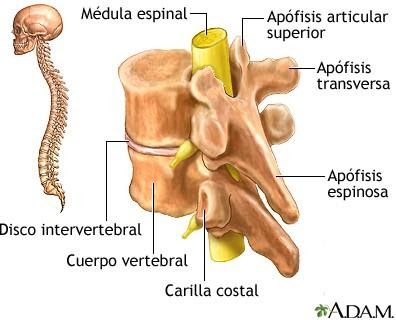 Médula espinal
Apófisis articular
superior
Apófisis
transversa
Apófisis
espinosa
Disco intervertebral
Cuerpo vertebral
Carilla costal
A.D.A.M.